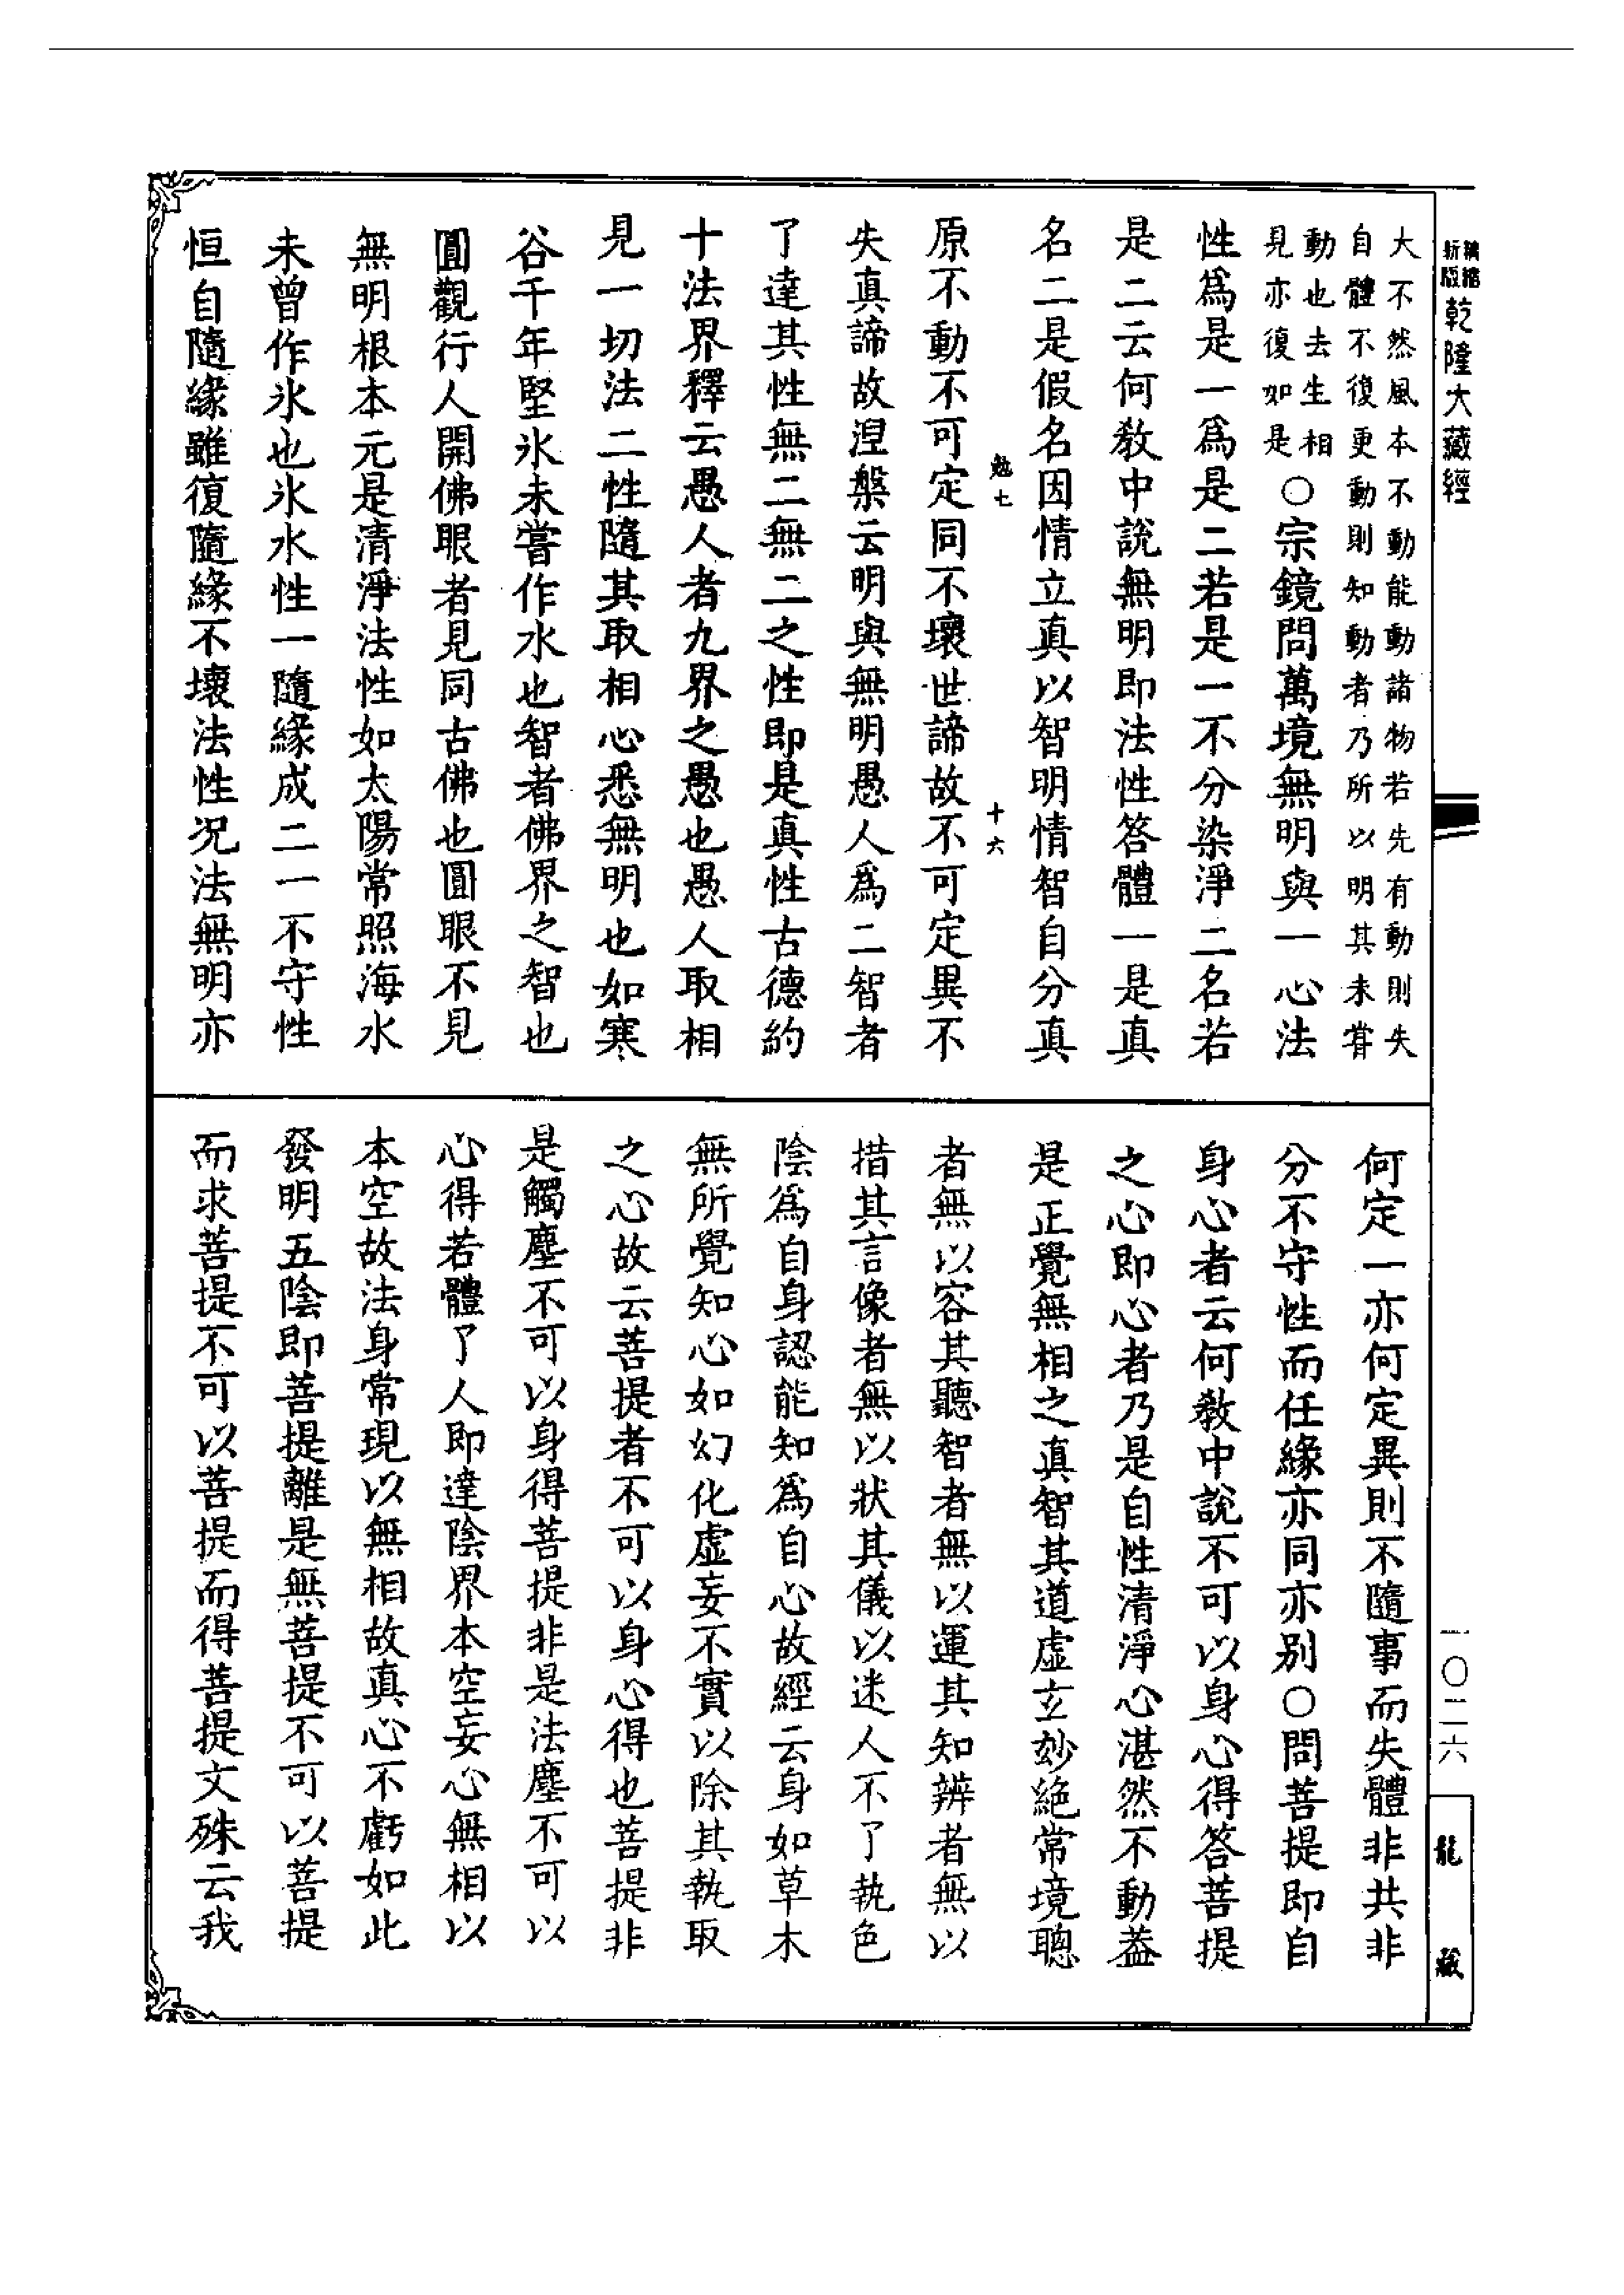 乾隆大藏經
大不然風本不動能動諸物若先有動則失
自體不復更動則知動者乃所以明其未甞
動也去生相
見亦復如是
○宗鏡問萬境無明與一心法
性為是一為是二若是一不分染淨二名若
是二云何教中說無明即法性答體一是真
名二是假名因情立真以智明情智自分真
勉七
十六
原不動不可定同不壞世諦故不可定異不
失真諦故涅槃云明與無明愚人為二智者
了達其性無二無二之性即是真性古德約
十法界釋云愚人者九界之愚也愚人取相
見一切法二性隨其取相心悉無明也如寒
谷千年堅氷未嘗作水也智者佛界之智也
圓觀行人開佛眼者見同古佛也圓眼不見
無明根本元是清淨法性如太陽常照海水
未曾作氷也氷水性一隨緣成二一不守性
恒自隨緣雖復隨緣不壞法性况法無明亦
何定一亦何定異則不隨事而失體非共非
分不守性而任緣亦同亦別○問菩提即自
身心者云何教中說不可以身心得答菩提
之心即心者乃是自性清淨心湛然不動葢
是正覺無相之真智其道虛玄妙絕常境聰
者無以容其聽智者無以運其知辨者無以
措其言像者無以狀其儀以迷人不了執色
陰為自身認能知為自心故經云身如草木
無所覺知心如幻化虛妄不實以除其執取
之心故云菩提者不可以身心得也菩提非
是觸塵不可以身得菩提非是法塵不可以
心得若體了人即達陰界本空妄心無相以
本空故法身常現以無相故真心不虧如此
發明五陰即菩提離是無菩提不可以菩提
而求菩提不可以菩提而得菩提文殊云我
一〇二六
龍藏